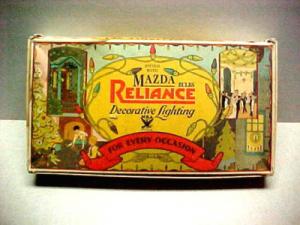 MAZDA
RELIANCE
Decorative Lighting
FOR EVERY OCCASION